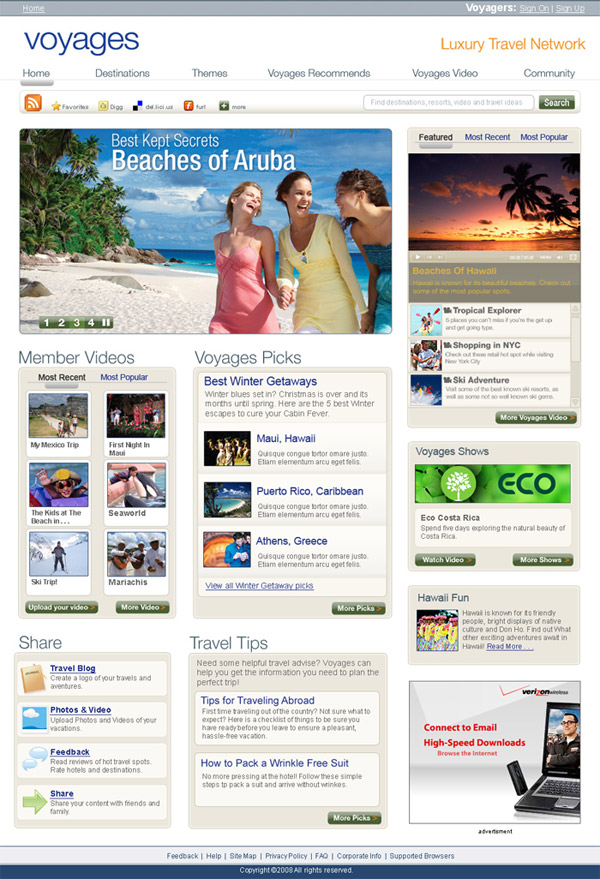 Home
Voyagers: Sign On | Sign Up
voyages
Luxury Travel Network
Home Destinations Themes Voyages Recommends Voyages Video Community
Favorites Digg del.icio.us furl more
Find destinations, resorts, video and travel ideas Search
Best Kept Secrets
Beaches of Aruba
1 2 3 4
Featured Most Recent Most Popular
Beaches Of Hawaii
Hawaii is known for its beautiful beaches. Check out
some of the most popular spots.
Tropical Explorer
5 places you can't miss if you're the get up
and get going type.
Shopping in NYC
Check out these retail hot spot while visiting
New York City
Ski Adventure
Visit some of the best known ski resorts, as
well as some not so well known ski gems.
More Voyages Video >
Member Videos
Most Recent Most Popular
My Mexico Trip
First Night In
Maui
The Kids at The
Beach in . . .
Seaworld
Ski Trip!
Mariachis
Upload your video > More Video >
Voyages Picks
Best Winter Getaways
Winter blues set in? Christmas is over and its
months until spring. Here are the 5 best Winter
escapes to cure your Cabin Fever.
Maui, Hawaii
Quisque congue tortor ornare justo.
Etiam elementum arcu eget felis.
Puerto Rico, Caribbean
Quisque congue tortor ornare justo.
Etiam elementum arcu eget felis.
Athens, Greece
Quisque congue tortor ornare justo.
Etiam elementum arcu eget felis.
View all Winter Getaway picks
More Picks >
Voyages Shows
ECO
Eco Costa Rica
Spend five days exploring the natural beauty of
Costa Rica.
Watch Video > More Shows >
Hawaii Fun
Hawaii is known for its friendly
people, bright displays of native
culture and Don Ho. Find out What
other exciting adventures await in
Hawaii! Read More . . .
Share
Travel Blog
Create a logo of your travels and
aventures.
Photos & Video
Upload Photos and Videos of your
vacations.
Feedback
Read reviews of hot travel spots.
Rate hotels and destinations.
Share
Share your content with friends and
family.
Travel Tips
Need some helpful travel advise? Voyages can
help you get the information you need to plan the
perfect trip!
Tips for Traveling Abroad
First time traveling out of the country? Not sure what to
expect? Here is a checklist of things to be sure you
have ready before you leave to ensure a pleasant,
hassle-free vacation.
How to Pack a Wrinkle Free Suit
No more pressing at the hotel! Follow these simple
steps tp pack a suit and arrive without wrinkes.
More Picks >
verizonwireless
Connect to Email
High-Speed Downloads
Browse the Internet
advertisment
Feedback | Help | Site Map | Privacy Policy | FAQ | Corporate Info | Supported Browsers
Copyright ©2008 All rights reserved.